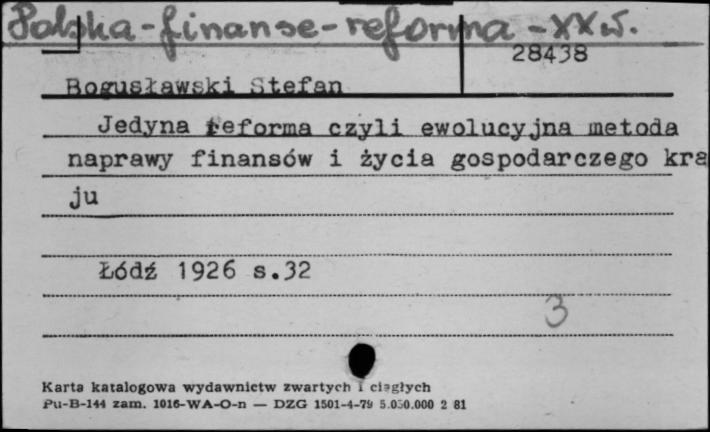 Polska-finanse-reforma-XXw.
28438
Bogusławski Stefan
Jedyna reforma czyli ewolucyjna metoda
naprawy finansów i życia gospodarczego kra
ju
Łódź 1926 s.32
3
Karta katalogowa wydawnictw zwartych i ciągłych
Pu-B-144 zam. 1016-WA-O-n — DZG 1501-4-79 5.050.000 2 81